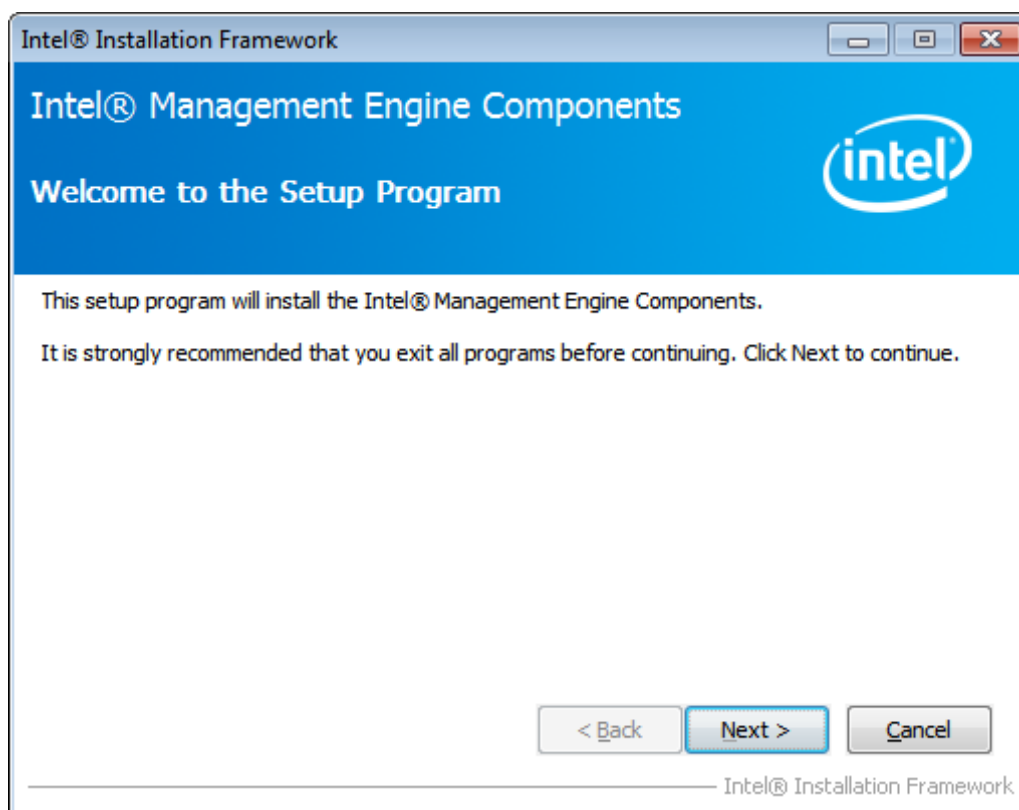 Intel® Installation Framework
Intel® Management Engine Components
intel®
Welcome to the Setup Program
This setup program will install the Intel® Management Engine Components.
It is strongly recommended that you exit all programs before continuing. Click Next to continue.
< Back
Next >
Cancel
Intel® Installation Framework